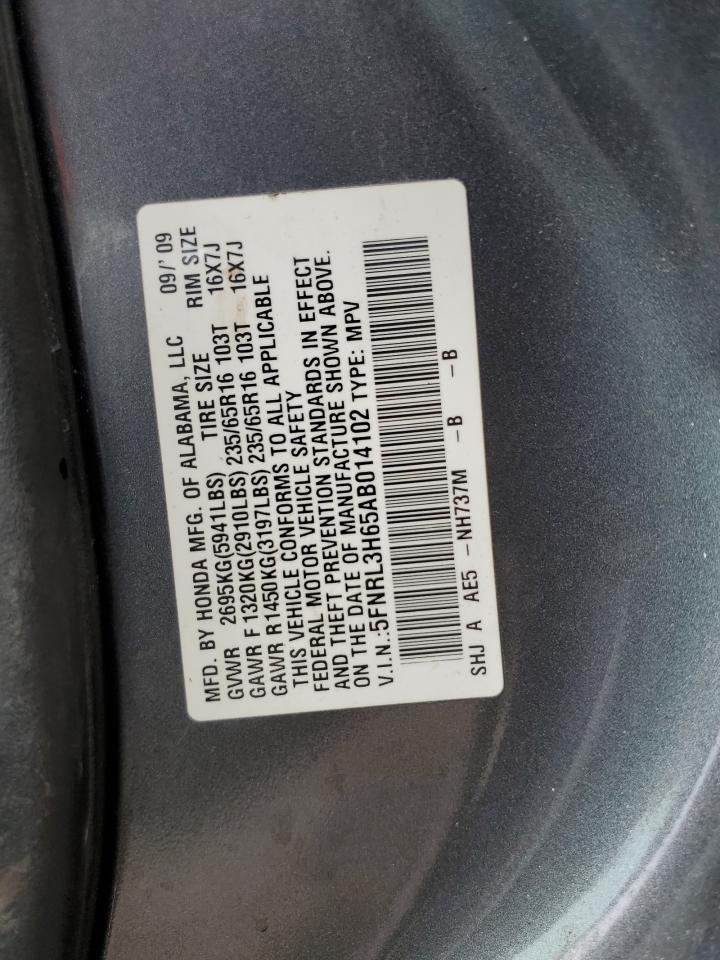 MFD. BY HONDA MFG. OF ALABAMA, LLC 09/'09
TIRE SIZE RIM SIZE
GVWR 2695KG(5941LBS)
GAWR F 1320KG(2910LBS) 235/65R16 103T 16X7J
GAWR R 1450KG(3197LBS) 235/65R16 103T 16X7J
THIS VEHICLE CONFORMS TO ALL APPLICABLE
FEDERAL MOTOR VEHICLE SAFETY
AND THEFT PREVENTION STANDARDS IN EFFECT
ON THE DATE OF MANUFACTURE SHOWN ABOVE.
V.I.N.:5FNRL3H65AB014102 TYPE: MPV
SHJ A AE5 -NH737M -B -B